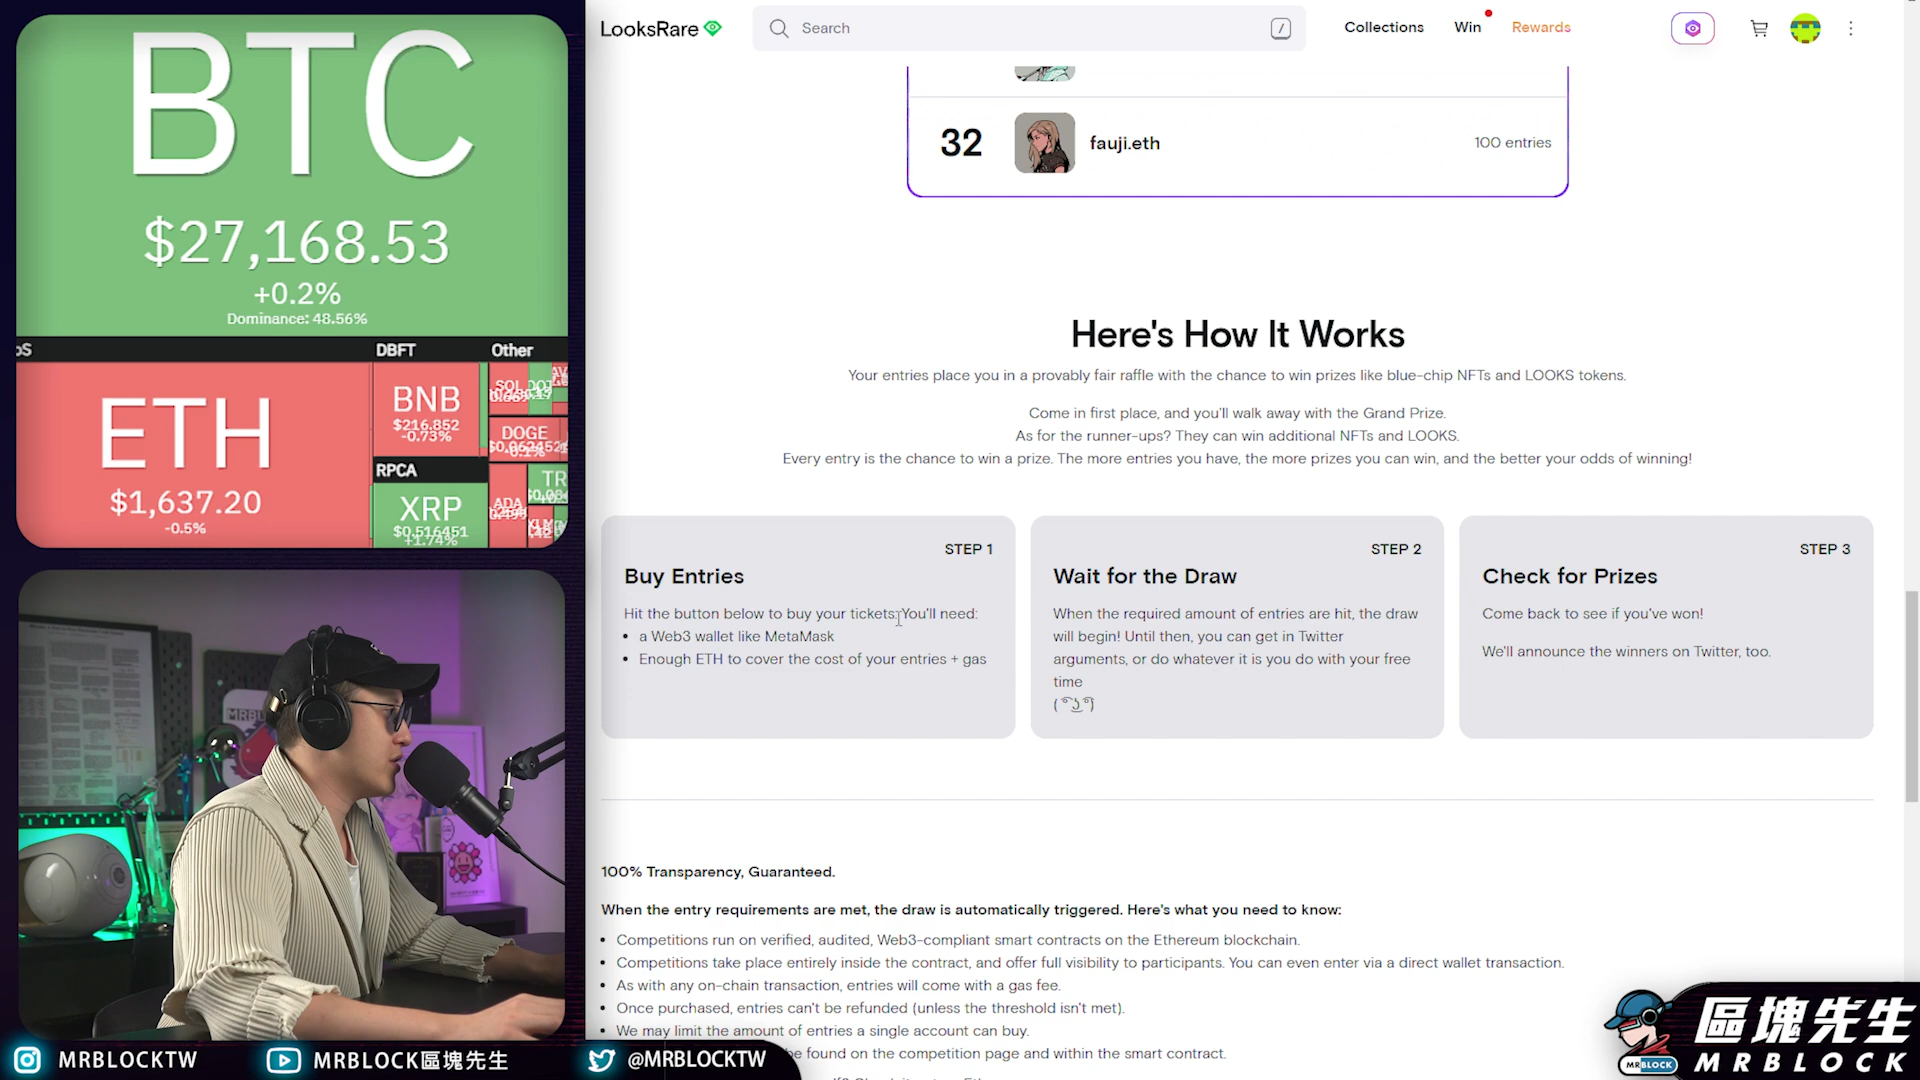 BTC
$27,168.53
+0.2%
Dominance: 48.56%
DBFT
Other
ETH
$1,637.20
-0.5%
BNB
$216.852
-0.73%
RPCA
XRP
$0.516451
+1.74%
SOL
DOGE
-0.1%
ADA
TR
LooksRare
Search
/
Collections
Win
Rewards
32
fauji.eth
100 entries
Here's How It Works
Your entries place you in a provably fair raffle with the chance to win prizes like blue-chip NFTs and LOOKS tokens.
Come in first place, and you'll walk away with the Grand Prize.
As for the runner-ups? They can win additional NFTs and LOOKS.
Every entry is the chance to win a prize. The more entries you have, the more prizes you can win, and the better your odds of winning!
STEP 1
Buy Entries
Hit the button below to buy your tickets. You'll need:
• a Web3 wallet like MetaMask
• Enough ETH to cover the cost of your entries + gas
STEP 2
Wait for the Draw
When the required amount of entries are hit, the draw
will begin! Until then, you can get in Twitter
arguments, or do whatever it is you do with your free
time
( ͡° ͜ʖ ͡°)
STEP 3
Check for Prizes
Come back to see if you've won!
We'll announce the winners on Twitter, too.
100% Transparency, Guaranteed.
When the entry requirements are met, the draw is automatically triggered. Here's what you need to know:
• Competitions run on verified, audited, Web3-compliant smart contracts on the Ethereum blockchain.
• Competitions take place entirely inside the contract, and offer full visibility to participants. You can even enter via a direct wallet transaction.
• As with any on-chain transaction, entries will come with a gas fee.
• Once purchased, entries can't be refunded (unless the threshold isn't met).
• We may limit the amount of entries a single account can buy.
be found on the competition page and within the smart contract.
MRBLOCKTW
MRBLOCK區塊先生
@MRBLOCKTW
MRBLOCK
區塊先生
MRBLOCK